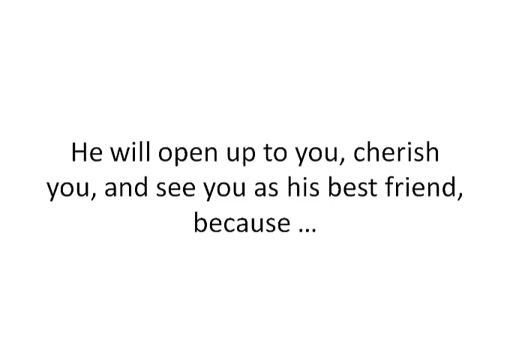 He will open up to you, cherish
you, and see you as his best friend,
because ...